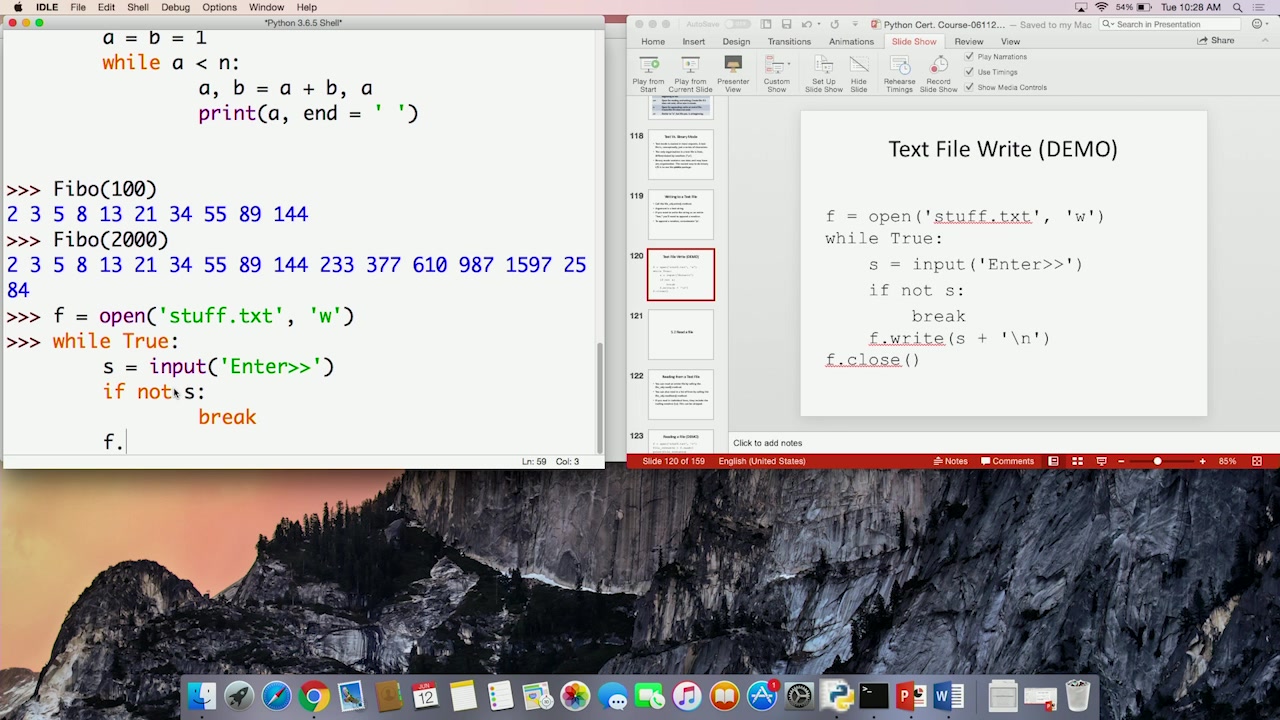 IDLE File Edit Shell Debug Options Window Help 54% Tue 10:28 AM
*Python 3.6.5 Shell*
a = b = 1
while a < n:
a, b = a + b, a
print(a, end = ' ')
>>> Fibo(100)
2 3 5 8 13 21 34 55 89 144
>>> Fibo(2000)
2 3 5 8 13 21 34 55 89 144 233 377 610 987 1597 25
84
>>> f = open('stuff.txt', 'w')
>>> while True:
s = input('Enter>>')
if not s:
break
f.
Ln: 59 Col: 3
AutoSave Python Cert. Course-06112... — Saved to my Mac Search in Presentation
Home Insert Design Transitions Animations Slide Show Review View Share
Play from Start
Play from Current Slide
Presenter View
Custom Show
Set Up Slide Show
Hide Slide
Rehearse Timings
Record Slide Show
Play Narrations
Use Timings
Show Media Controls
118
Text Vs. Binary Mode
119
Writing to a Text File
120
Text File Write (DEMO)
121
122
Reading from a Text File
123
Reading a file (DEMO)
Text File Write (DEMO)
f = open('stuff.txt', 'w')
while True:
s = input('Enter>>')
if not s:
break
f.write(s + '\n')
f.close()
Click to add notes
Slide 120 of 159 English (United States) Notes Comments 85%
JUN
12
1